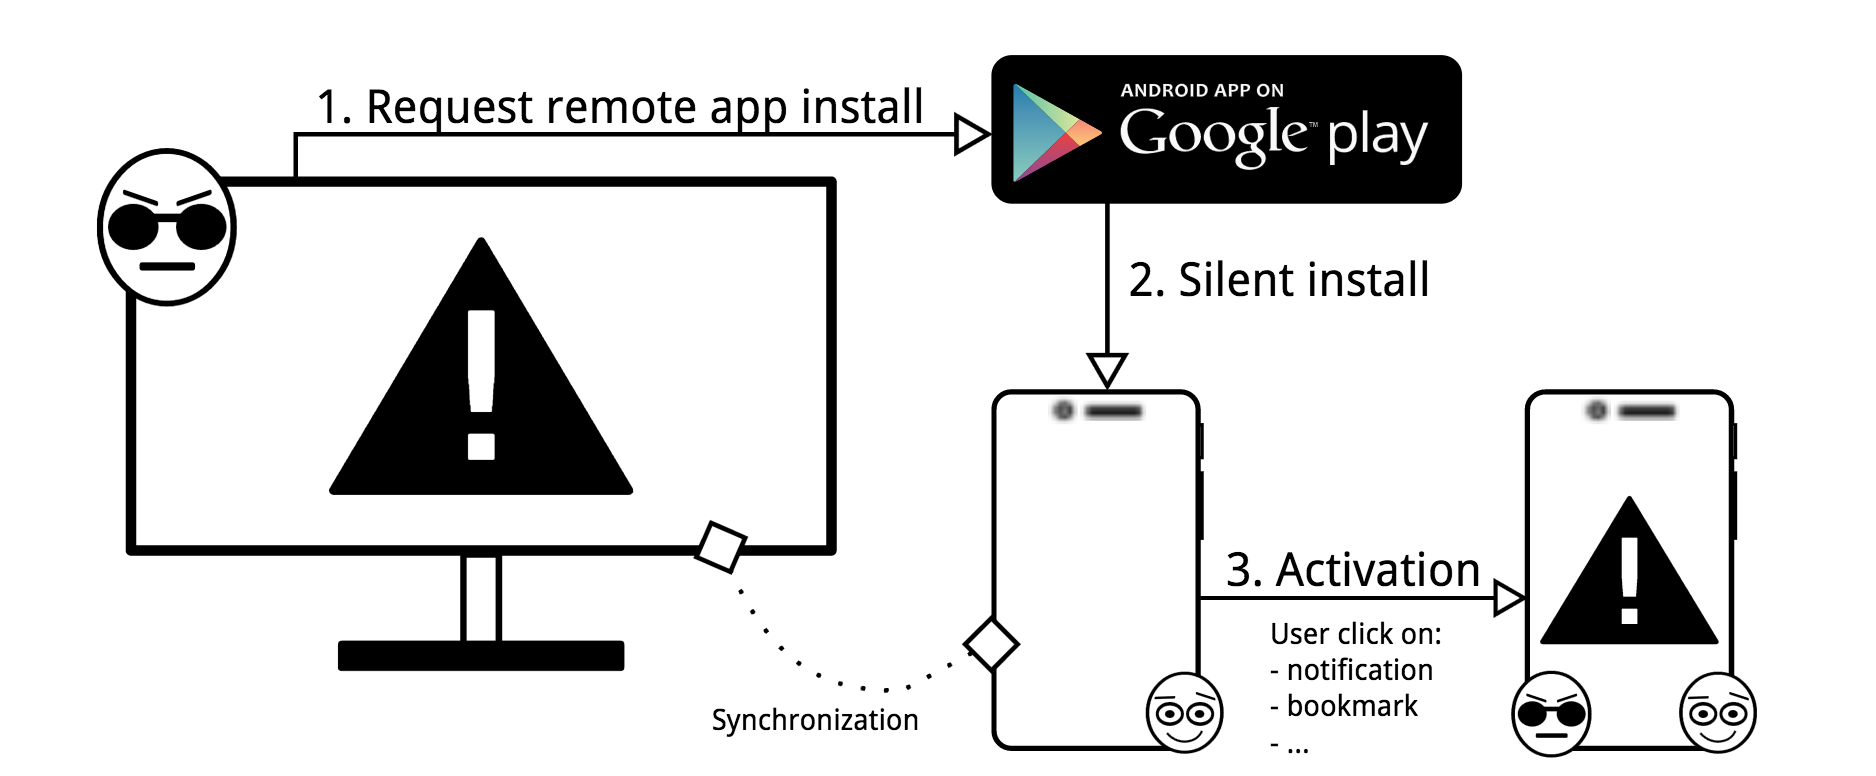 1. Request remote app install
ANDROID APP ON
Google™ play
2. Silent install
3. Activation
User click on:
- notification
- bookmark
- ...
Synchronization